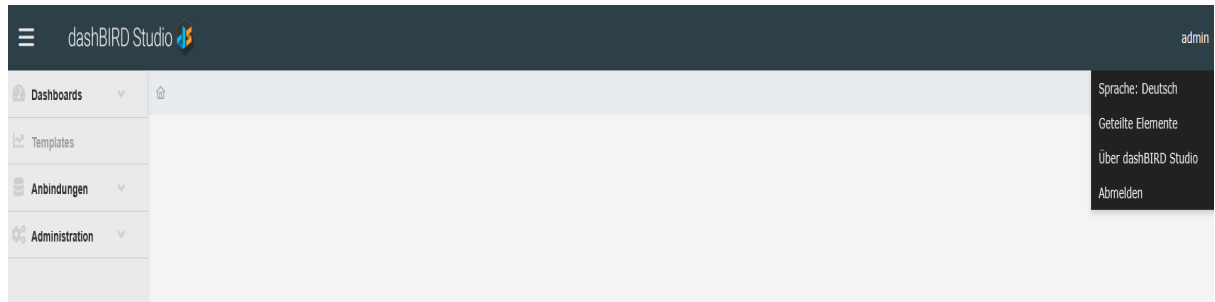 dashBIRD Studio
admin
Dashboards
Templates
Anbindungen
Administration
Sprache: Deutsch
Geteilte Elemente
Über dashBIRD Studio
Abmelden